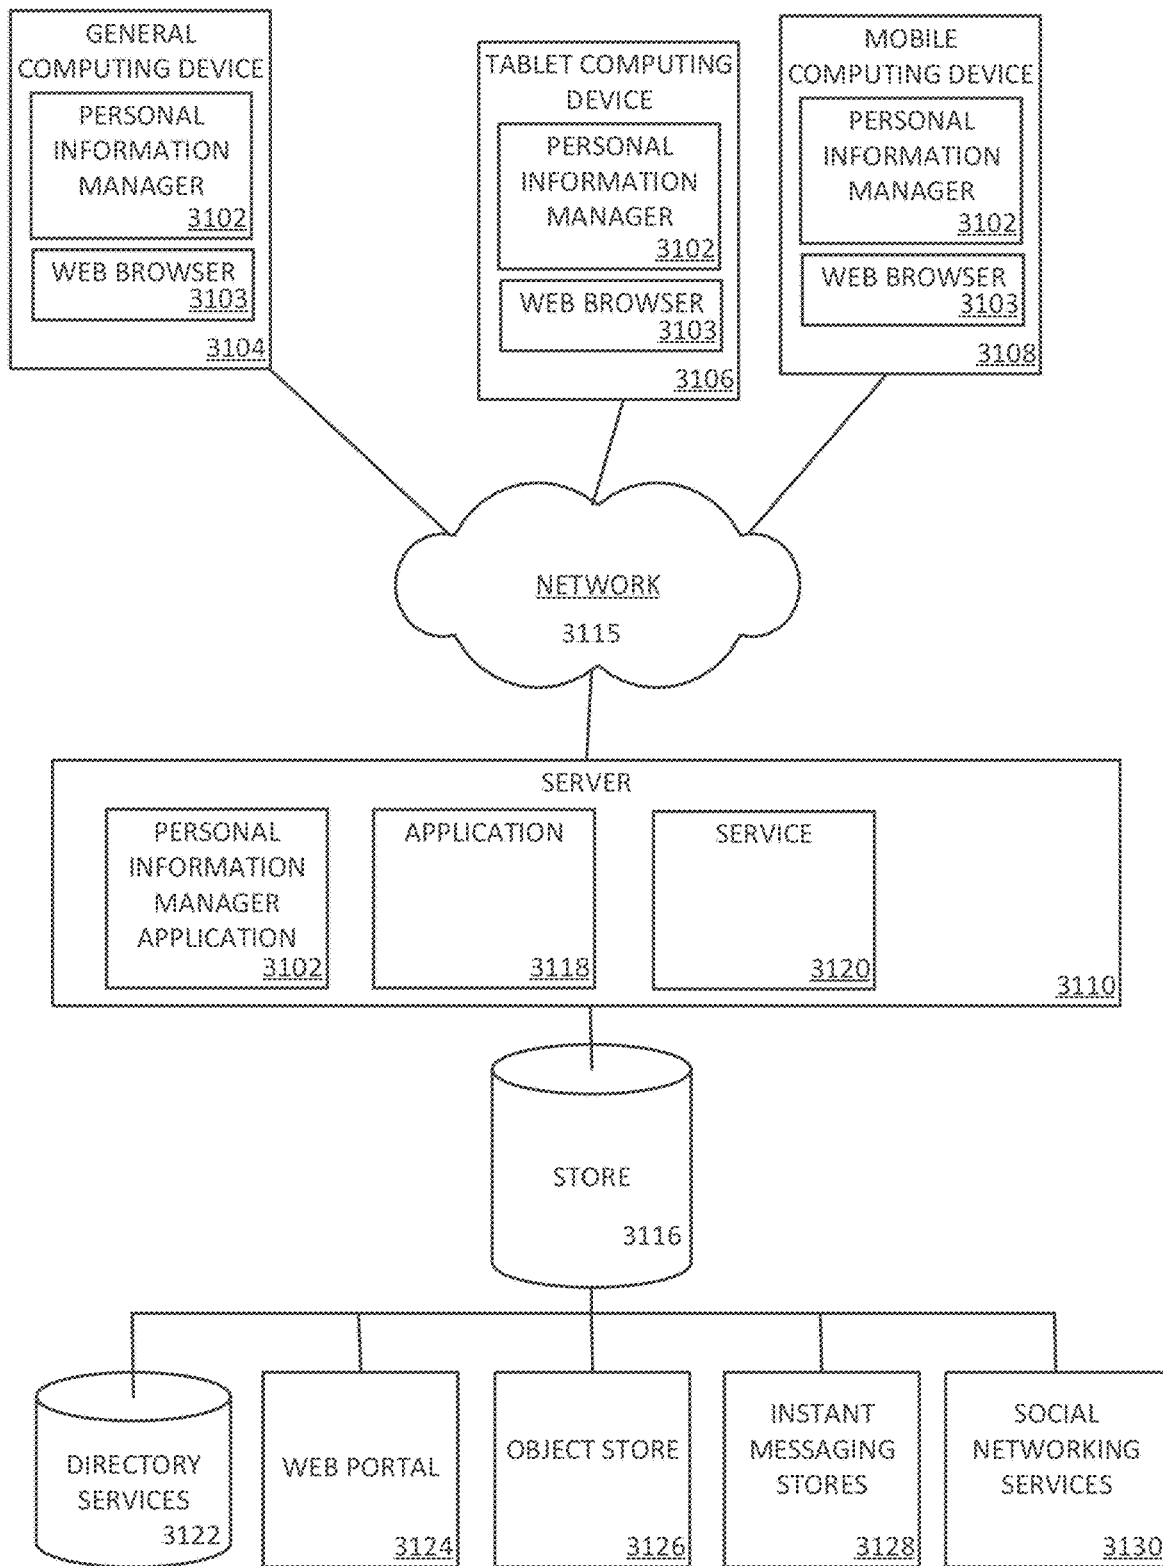 GENERAL
COMPUTING DEVICE
PERSONAL
INFORMATION
MANAGER
3102
WEB BROWSER
3103
3104
TABLET COMPUTING
DEVICE
PERSONAL
INFORMATION
MANAGER
3102
WEB BROWSER
3103
3106
MOBILE
COMPUTING DEVICE
PERSONAL
INFORMATION
MANAGER
3102
WEB BROWSER
3103
3108
NETWORK
3115
SERVER
PERSONAL
INFORMATION
MANAGER
APPLICATION
3102
APPLICATION
3118
SERVICE
3120
3110
STORE
3116
DIRECTORY
SERVICES
3122
WEB PORTAL
3124
OBJECT STORE
3126
INSTANT
MESSAGING
STORES
3128
SOCIAL
NETWORKING
SERVICES
3130